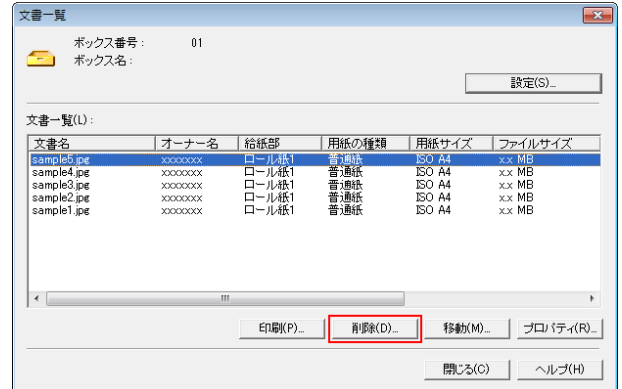 文書一覧
ボックス番号： 01
ボックス名：
設定(S)...
文書一覧(L)：
文書名 オーナー名 給紙部 用紙の種類 用紙サイズ ファイルサイズ
sample5.jpg xxxxxxx ロール紙1 普通紙 ISO A4 x.x MB
sample4.jpg xxxxxxx ロール紙1 普通紙 ISO A4 x.x MB
sample3.jpg xxxxxxx ロール紙1 普通紙 ISO A4 x.x MB
sample2.jpg xxxxxxx ロール紙1 普通紙 ISO A4 x.x MB
sample1.jpg xxxxxxx ロール紙1 普通紙 ISO A4 x.x MB
印刷(P)... 削除(D)... 移動(M)... プロパティ(R)...
閉じる(C) ヘルプ(H)